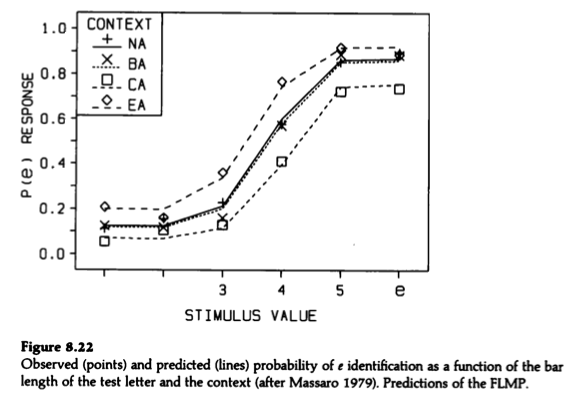 CONTEXT
NA
BA
CA
EA
1.0
0.8
0.6
0.4
0.2
0.0
P(e) RESPONSE
3 4 5 e
STIMULUS VALUE
Figure 8.22
Observed (points) and predicted (lines) probability of e identification as a function of the bar
length of the test letter and the context (after Massaro 1979). Predictions of the FLMP.